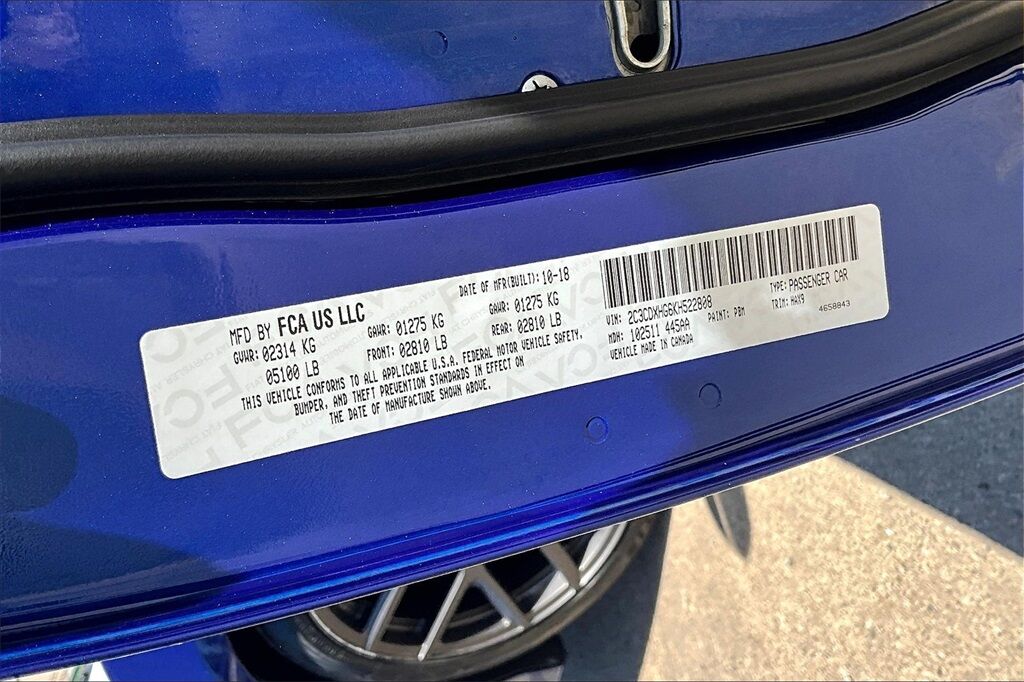 MFD BY FCA US LLC
DATE OF MFR(BUILT): 10-18
GVWR: 02314 KG
05100 LB
GAWR: 01275 KG
FRONT: 02810 LB
GAWR: 01275 KG
REAR: 02810 LB
THIS VEHICLE CONFORMS TO ALL APPLICABLE U.S.A. FEDERAL MOTOR VEHICLE SAFETY,
BUMPER, AND THEFT PREVENTION STANDARDS IN EFFECT ON
THE DATE OF MANUFACTURE SHOWN ABOVE.
VIN: 2C3CDXHG6KH522808
TYPE: PASSENGER CAR
MDH: 102511 445AA
PAINT: PBM
TRIM: HAX9
VEHICLE MADE IN CANADA
4658843